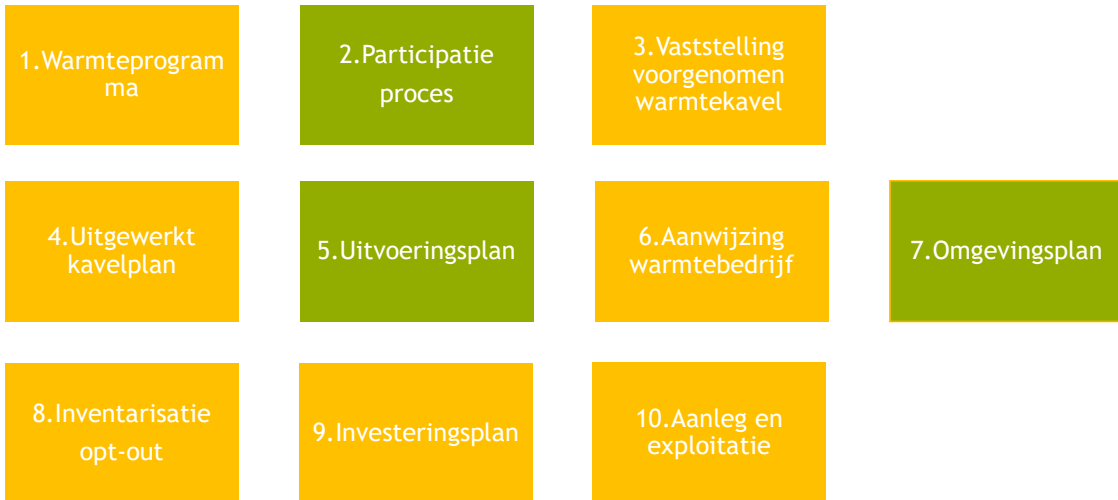 1.Warmteprogram
ma
2.Participatie
proces
3.Vaststelling
voorgenomen
warmtekavel
4.Uitgewerkt
kavelplan
5.Uitvoeringsplan
6.Aanwijzing
warmtebedrijf
7.Omgevingsplan
8.Inventarisatie
opt-out
9.Investeringsplan
10.Aanleg en
exploitatie